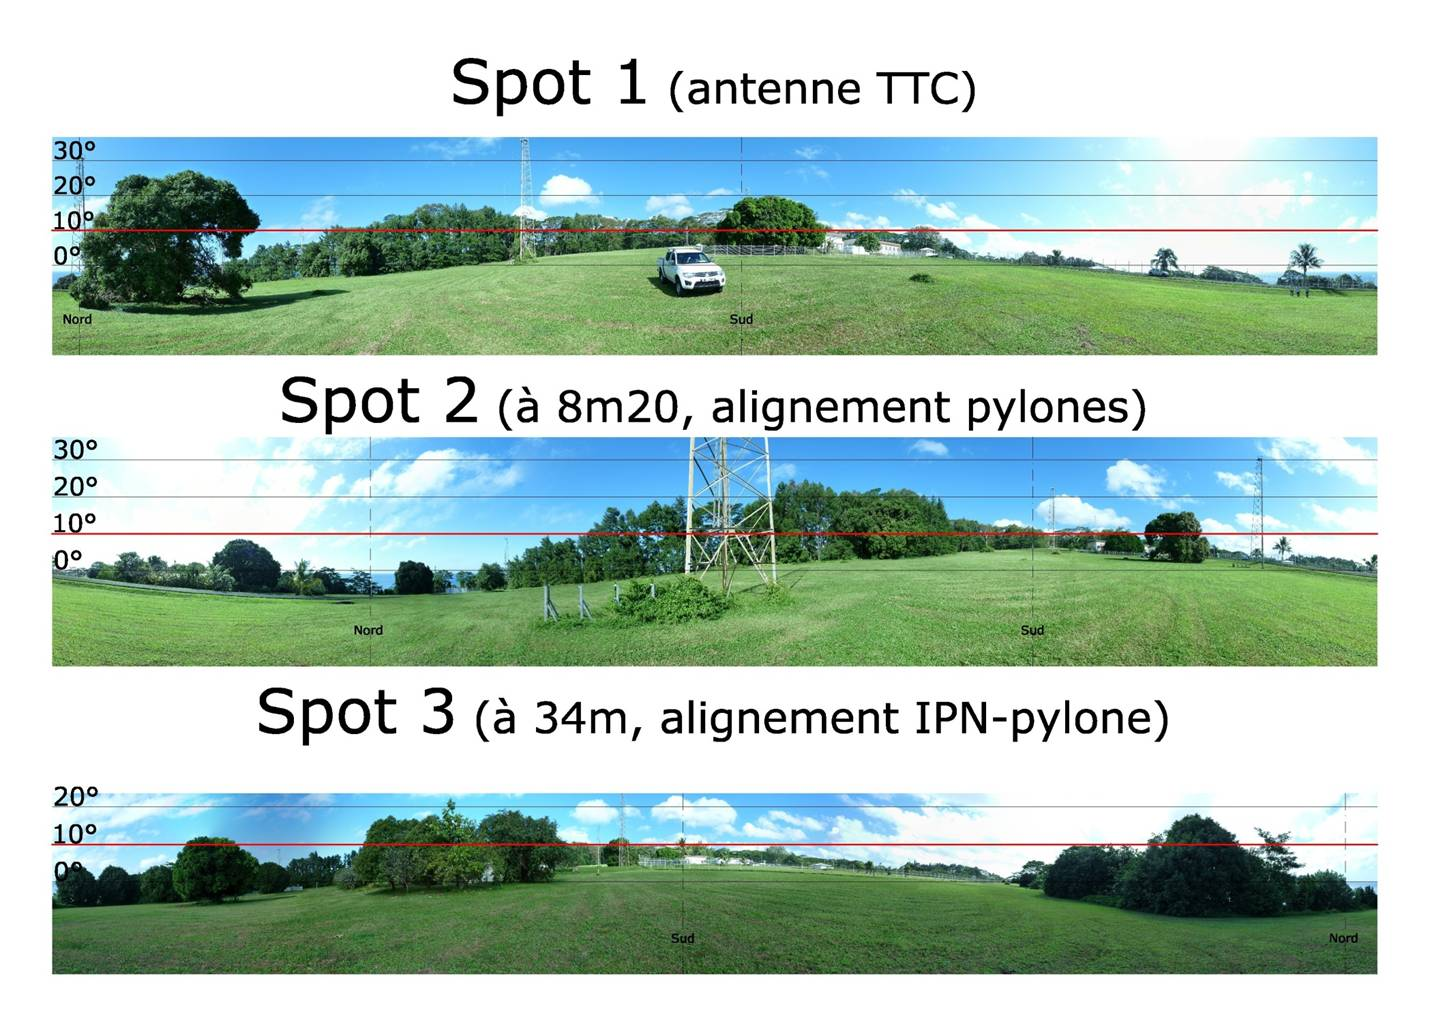 Spot 1 (antenne TTC)
30°
20°
10°
0°
Nord
Sud
Spot 2 (à 8m20, alignement pylones)
30°
20°
10°
0°
Nord
Sud
Spot 3 (à 34m, alignement IPN-pylone)
20°
10°
0°
Sud
Nord